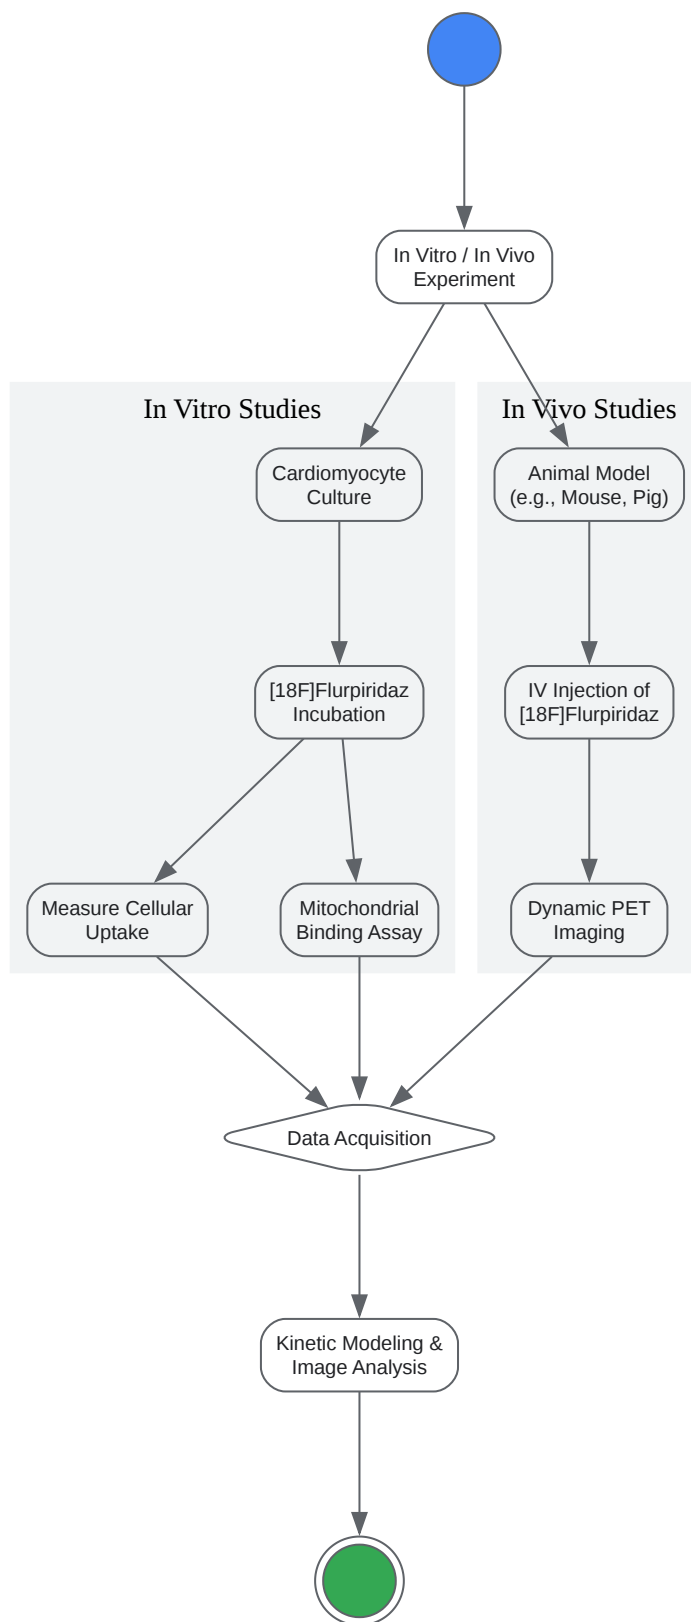 In Vitro / In Vivo
Experiment
In Vitro Studies
In Vivo Studies
Cardiomyocyte
Culture
Animal Model
(e.g., Mouse, Pig)
[18F]Flurpiridaz
Incubation
IV Injection of
[18F]Flurpiridaz
Measure Cellular
Uptake
Mitochondrial
Binding Assay
Dynamic PET
Imaging
Data Acquisition
Kinetic Modeling &
Image Analysis